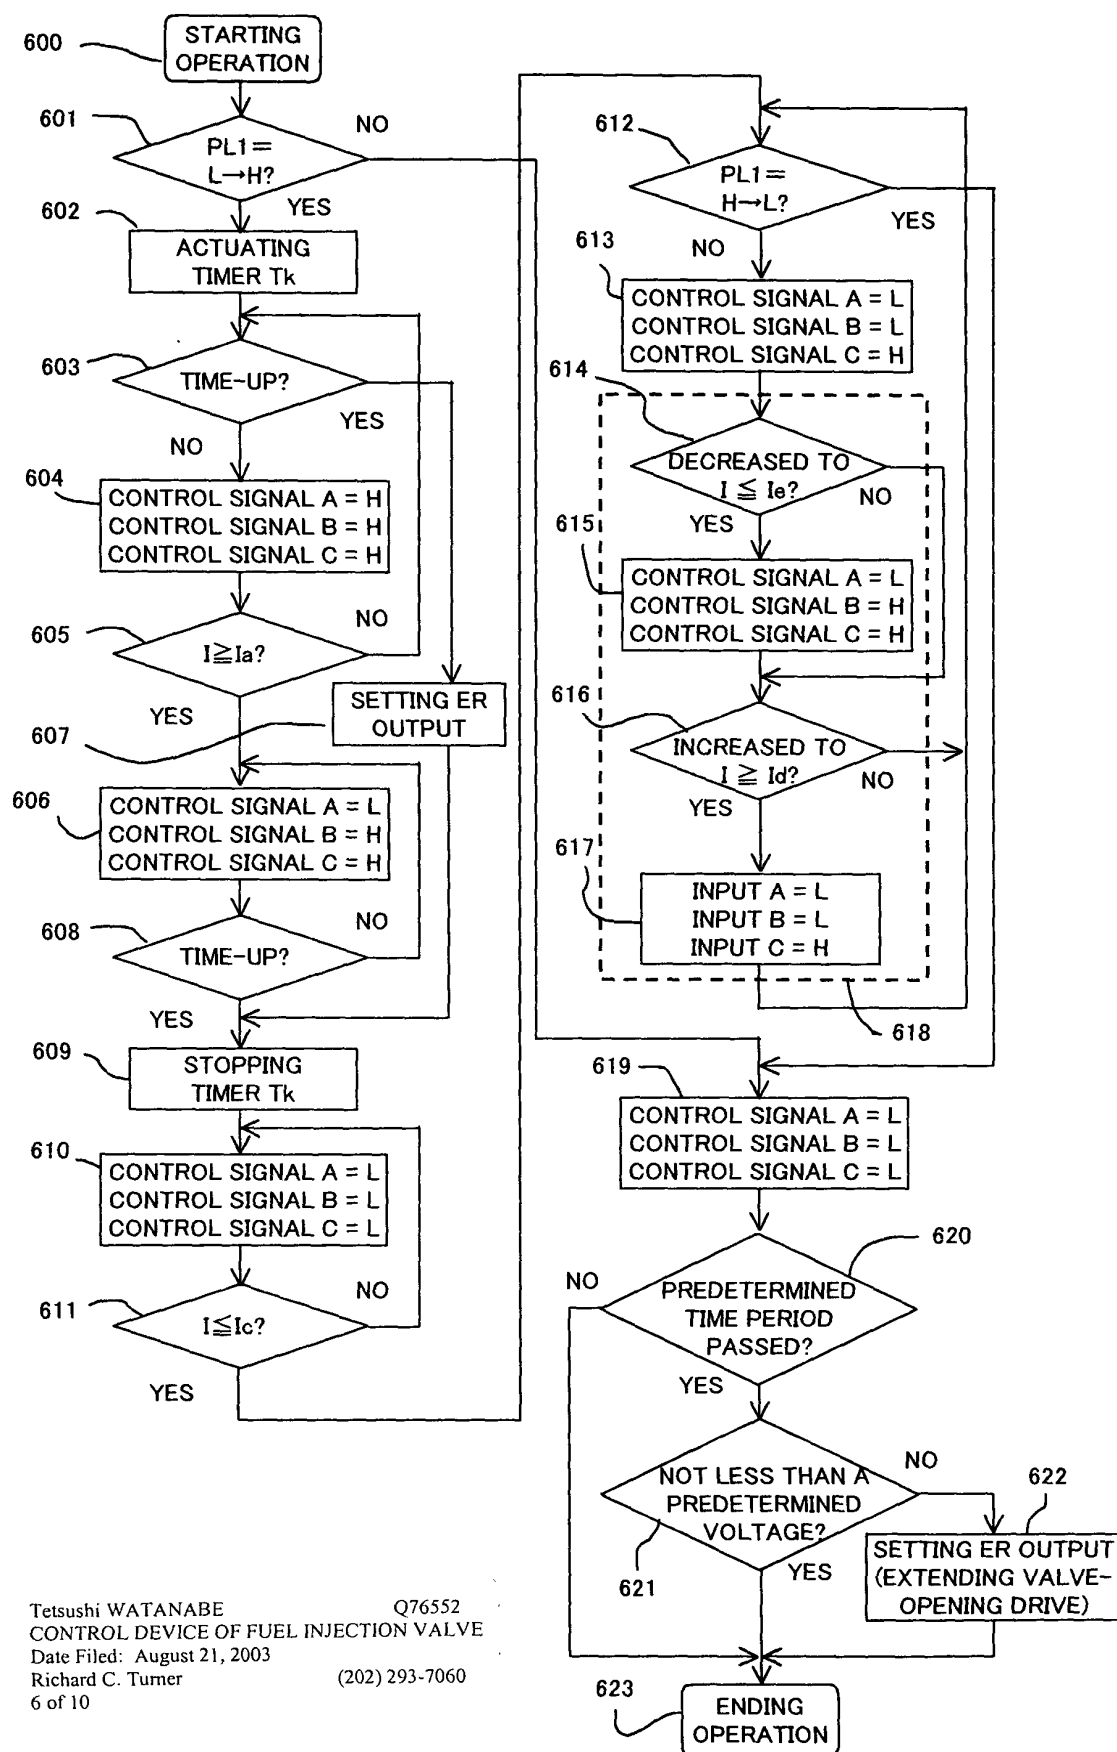 600
STARTING
OPERATION
601
PL1=
L→H?
NO
YES
602
ACTUATING
TIMER Tk
603
TIME-UP?
YES
NO
604
CONTROL SIGNAL A = H
CONTROL SIGNAL B = H
CONTROL SIGNAL C = H
605
I≧Ia?
NO
YES
607
SETTING ER
OUTPUT
606
CONTROL SIGNAL A = L
CONTROL SIGNAL B = H
CONTROL SIGNAL C = H
608
TIME-UP?
NO
YES
609
STOPPING
TIMER Tk
610
CONTROL SIGNAL A = L
CONTROL SIGNAL B = L
CONTROL SIGNAL C = L
611
I≦Ic?
NO
YES
612
PL1=
H→L?
YES
NO
613
CONTROL SIGNAL A = L
CONTROL SIGNAL B = L
CONTROL SIGNAL C = H
614
DECREASED TO
I ≦ Ie?
NO
YES
615
CONTROL SIGNAL A = L
CONTROL SIGNAL B = H
CONTROL SIGNAL C = H
616
INCREASED TO
I ≧ Id?
NO
YES
617
INPUT A = L
INPUT B = L
INPUT C = H
618
619
CONTROL SIGNAL A = L
CONTROL SIGNAL B = L
CONTROL SIGNAL C = L
620
NO
PREDETERMINED
TIME PERIOD
PASSED?
YES
621
NOT LESS THAN A
PREDETERMINED
VOLTAGE?
NO
YES
622
SETTING ER OUTPUT
(EXTENDING VALVE-
OPENING DRIVE)
623
ENDING
OPERATION
Tetsushi WATANABE Q76552
CONTROL DEVICE OF FUEL INJECTION VALVE
Date Filed: August 21, 2003
Richard C. Turner (202) 293-7060
6 of 10